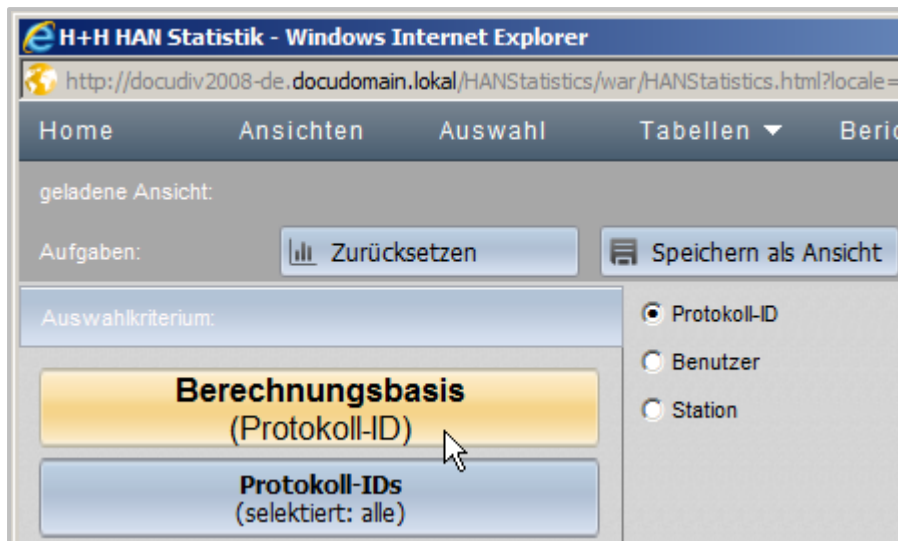 H+H HAN Statistik - Windows Internet Explorer
http://docudiv2008-de.docudomain.lokal/HANStatistics/war/HANStatistics.html?locale=
Home Ansichten Auswahl Tabellen Beric
geladene Ansicht:
Aufgaben: Zurücksetzen Speichern als Ansicht
Auswahlkriterium: Protokoll-ID
Benutzer
Berechnungsbasis
(Protokoll-ID)
Station
Protokoll-IDs
(selektiert: alle)